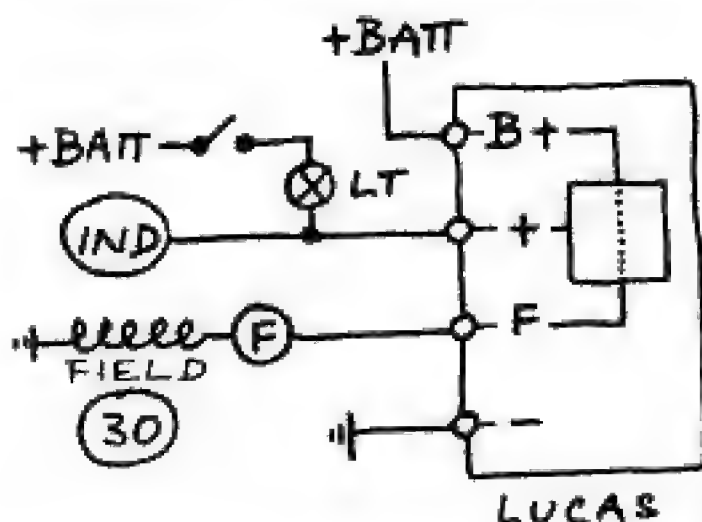 +BATT
B+
+BATT
LT
IND
+
F
F
FIELD
30
-
LUCAS